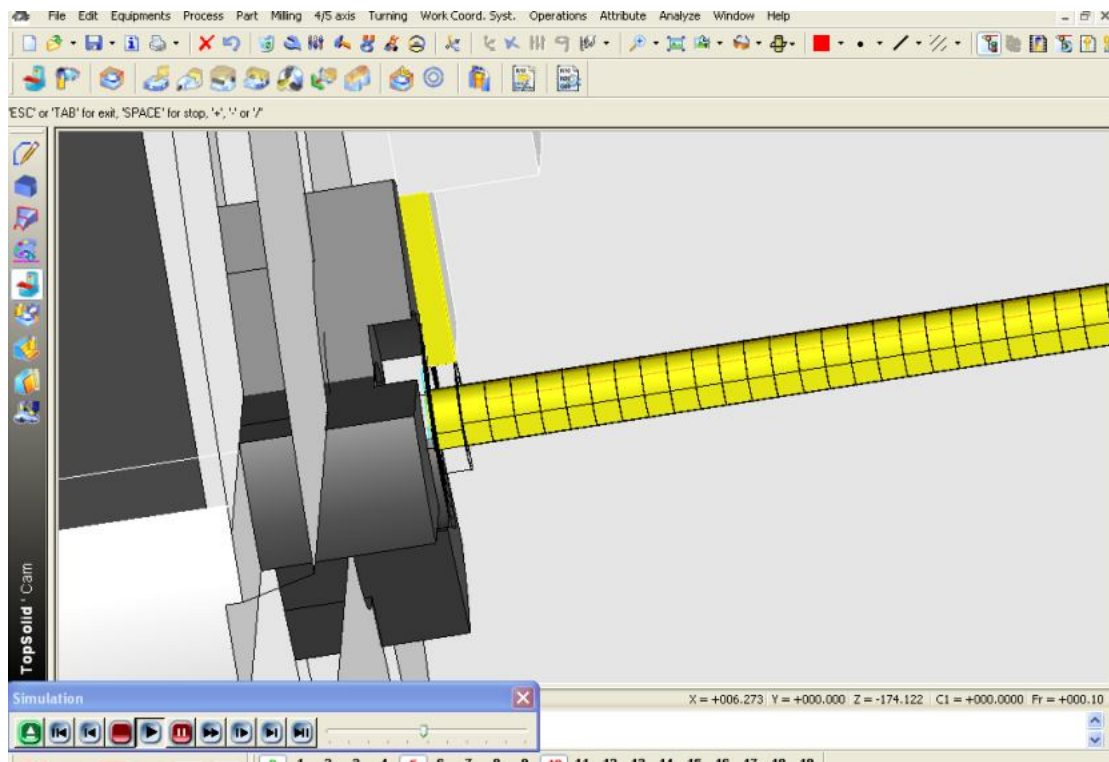 File Edit Equipments Process Part Milling 4/5 axis Turning Work Coord. Syst. Operations Attribute Analyze Window Help
'ESC' or 'TAB' for exit, 'SPACE' for stop, '+', '-' or '/'
TopSolid'Cam
Simulation
X = +006.273 Y = +000.000 Z = -174.122 C1 = +000.0000 Fr = +000.10
0 1 2 3 4 5 6 7 8 9 10 11 12 13 14 15 16 17 18 19